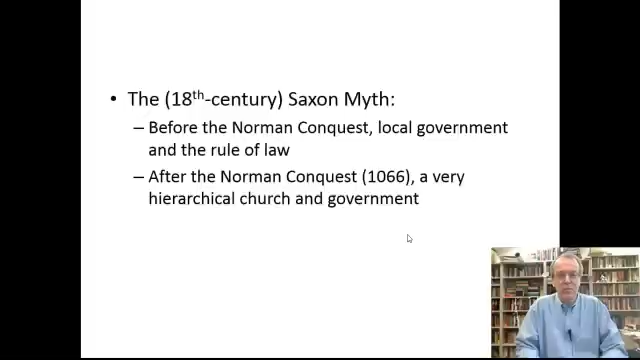 • The (18th-century) Saxon Myth:
– Before the Norman Conquest, local government
and the rule of law
– After the Norman Conquest (1066), a very
hierarchical church and government